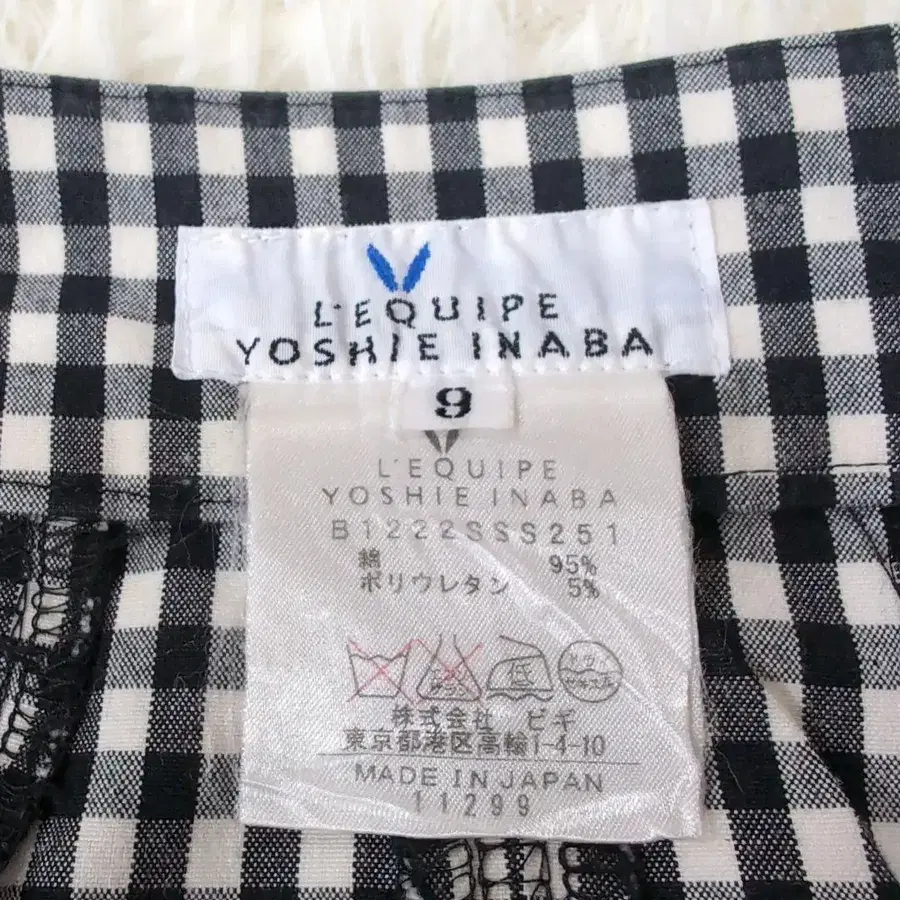 L'EQUIPE
YOSHIE INABA
9
L'EQUIPE
YOSHIE INABA
B1222SSS251
綿 95%
ポリウレタン 5%
株式会社 ビギ
東京都港区高輪1-4-10
MADE IN JAPAN
11299